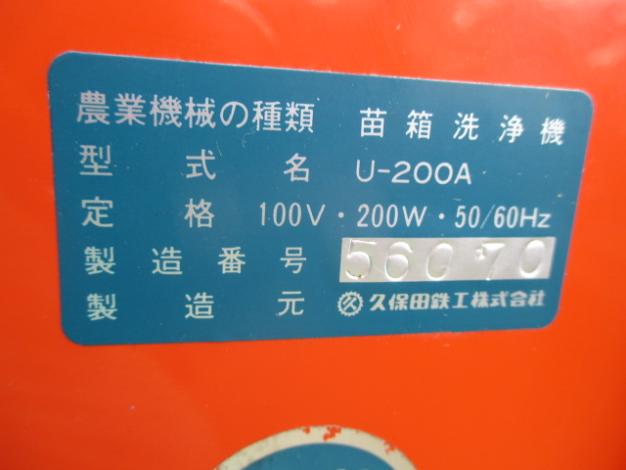 農業機械の種類 苗箱洗浄機
型式名 U-200A
定格 100V・200W・50/60Hz
製造番号
製造元 久保田鉄工株式会社